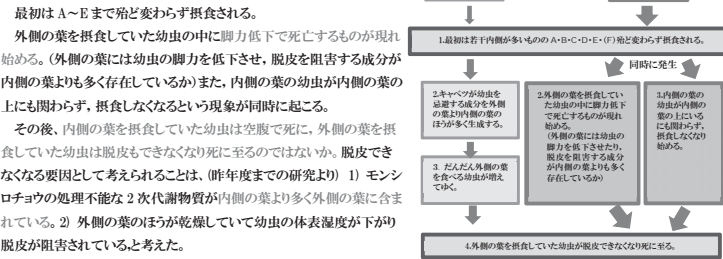 最初は A〜E まで殆ど変わらず摂食される。
外側の葉を摂食していた幼虫の中に脚力低下で死亡するものが現れ
始める。(外側の葉には幼虫の脚力を低下させ，脱皮を阻害する成分が
内側の葉よりも多く存在しているか)また，内側の幼虫が内側の葉の
上にも関わらず，摂食しなくなるという現象が同時に起こる。
その後、内側の葉を摂食していた幼虫は空腹で死に、外側の葉を摂
食していた幼虫は脱皮もできなくなり死に至るのではないか。脱皮でき
なくなる要因として考えられることは、(昨年度までの研究より) 1) モンシ
ロチョウの処理不能な 2 次代謝物質が内側の葉より多く外側の葉に含ま
れている。2) 外側の葉のほうが乾燥していて幼虫の体表湿度が下がり
脱皮が阻害されている,と考えた。
1.最初は若干内側が多いものの A・B・C・D・E・(F) 殆ど変わらず摂食される。
同時に発生
2.キャベツが幼虫を
忌避する成分を外側
の葉より内側の葉の
ほうが多く生成する。
3. だんだん外側の葉
を食べる幼虫が増え
てゆく。
2.外側の葉を摂食してい
た幼虫の中に脚力低下
で死亡するものが現れ
始める。
(外側の葉には幼虫の
脚力を低下させたり，
脱皮を阻害する成分
が内側の葉よりも多く
存在しているか)
3.内側の葉の
幼虫が内側の
葉の上にいる
にも関わらず，
摂食しなくなり
始める。
4.外側の葉を摂食していた幼虫が脱皮できなくなり死に至る。